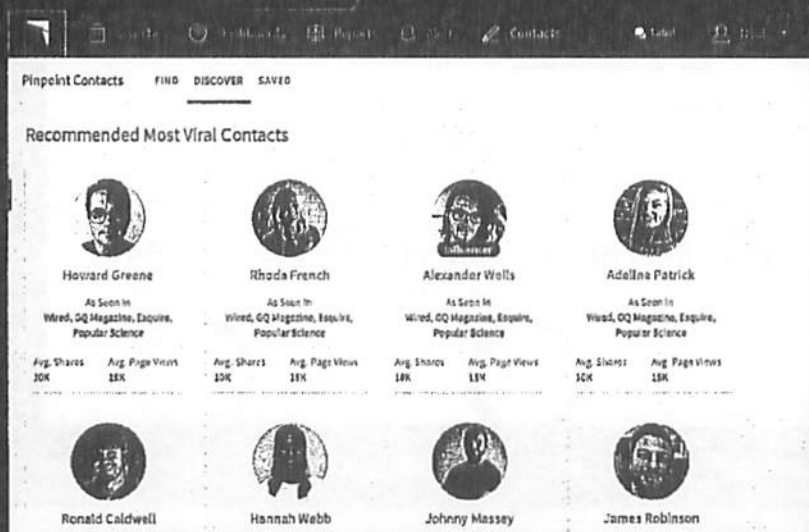 Dashboards Reports Contacts
Pinpoint Contacts FIND DISCOVER SAVED
Recommended Most Viral Contacts
Howard Greene Rhoda French Alexander Wells Adeline Patrick
As Seen In As Seen In As Seen In As Seen In
Wired, GQ Magazine, Esquire, Wired, GQ Magazine, Esquire, Wired, GQ Magazine, Esquire, Wired, GQ Magazine, Esquire,
Popular Science Popular Science Popular Science Popular Science
Avg. Shares Avg. Page Views Avg. Shares Avg. Page Views Avg. Shares Avg. Page Views Avg. Shares Avg. Page Views
15K 15K 15K 15K
Ronald Caldwell Hannah Webb Johnny Massey James Robinson